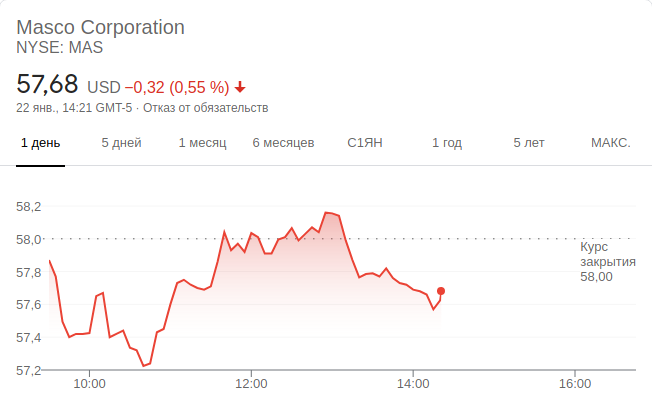 Masco Corporation
NYSE: MAS
57,68 USD −0,32 (0,55 %)
22 янв., 14:21 GMT-5 · Отказ от обязательств
1 день 5 дней 1 месяц 6 месяцев С1ЯН 1 год 5 лет МАКС.
58,2
58,0
57,8
57,6
57,4
57,2
Курс
закрытия
58,00
10:00 12:00 14:00 16:00